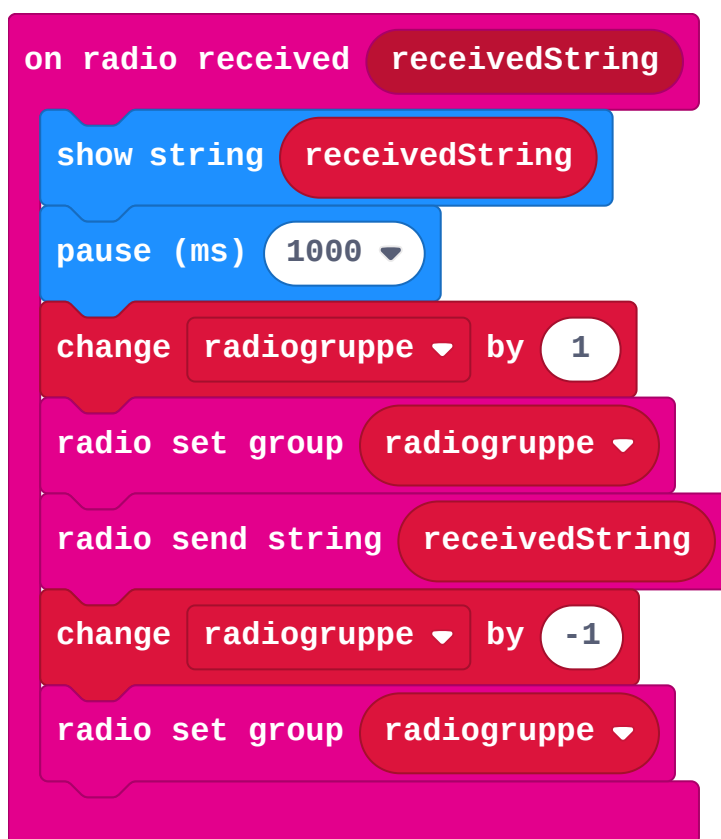 on radio received receivedString
show string receivedString
pause (ms) 1000
change radiogruppe by 1
radio set group radiogruppe
radio send string receivedString
change radiogruppe by -1
radio set group radiogruppe